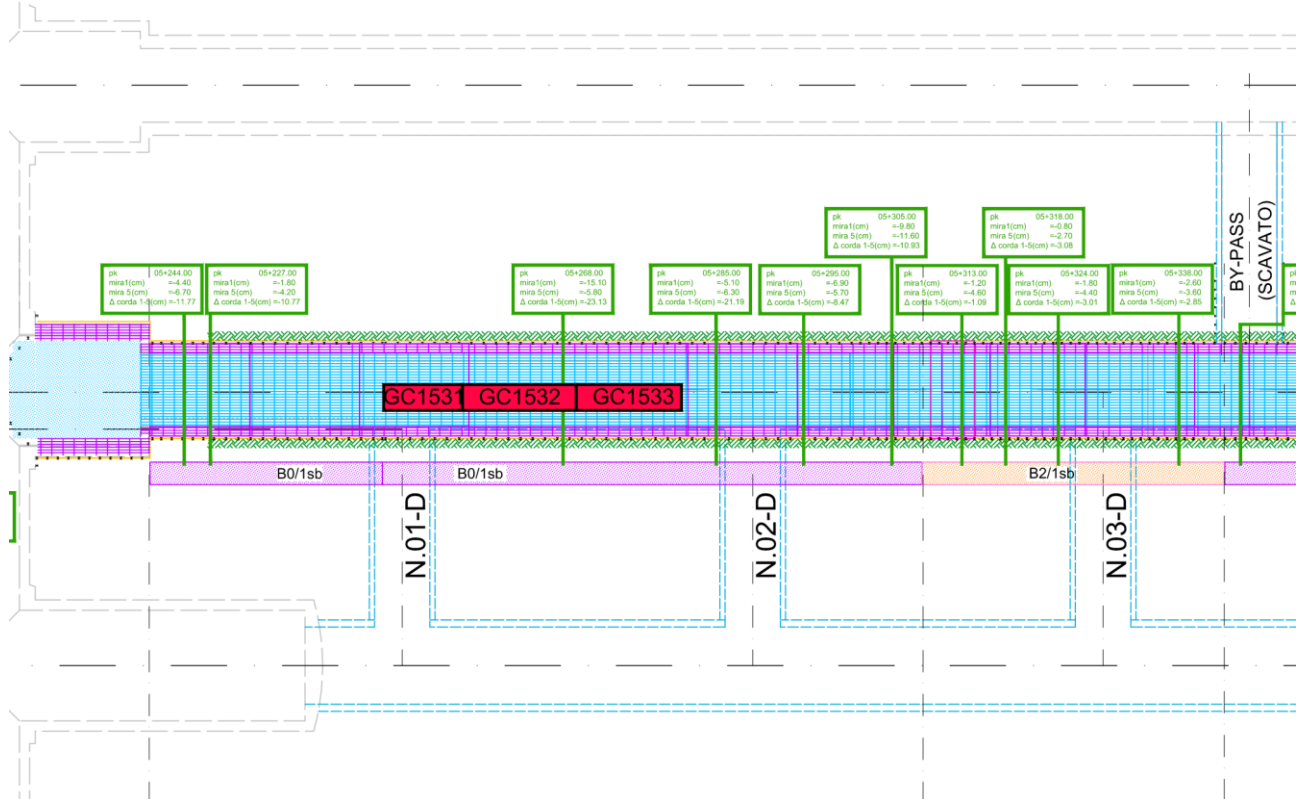 pk 05+305.00
mira1(cm) =-9.80
mira 5(cm) =-11.60
Δ corda 1-5(cm) =-10.93
pk 05+318.00
mira1(cm) =-0.80
mira 5(cm) =-2.70
Δ corda 1-5(cm) =-3.08
pk 05+244.00
mira1(cm) =-4.40
mira 5(cm) =-6.70
Δ corda 1-5(cm) =-11.77
pk 05+227.00
mira1(cm) =-1.80
mira 5(cm) =-4.20
Δ corda 1-5(cm) =-10.77
pk 05+268.00
mira1(cm) =-15.10
mira 5(cm) =-5.80
Δ corda 1-5(cm) =-23.13
pk 05+285.00
mira1(cm) =-5.10
mira 5(cm) =-6.30
Δ corda 1-5(cm) =-21.19
pk 05+295.00
mira1(cm) =-6.90
mira 5(cm) =-5.70
Δ corda 1-5(cm) =-8.47
pk 05+313.00
mira1(cm) =-1.20
mira 5(cm) =-4.60
Δ corda 1-5(cm) =-1.09
pk 05+324.00
mira1(cm) =-1.80
mira 5(cm) =-4.40
Δ corda 1-5(cm) =-3.01
pk 05+338.00
mira1(cm) =-2.60
mira 5(cm) =-3.60
Δ corda 1-5(cm) =-2.85
BY-PASS
(SCAVATO)
GC1531 GC1532 GC1533
B0/1sb B0/1sb B2/1sb
N.01-D
N.02-D
N.03-D